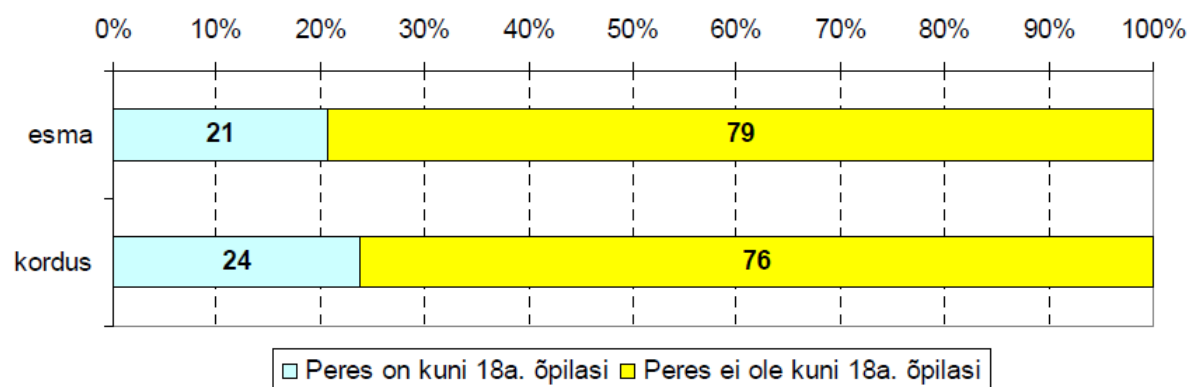 0% 10% 20% 30% 40% 50% 60% 70% 80% 90% 100%
esma 21 79
kordus 24 76
Peres on kuni 18a. õpilasi Peres ei ole kuni 18a. õpilasi